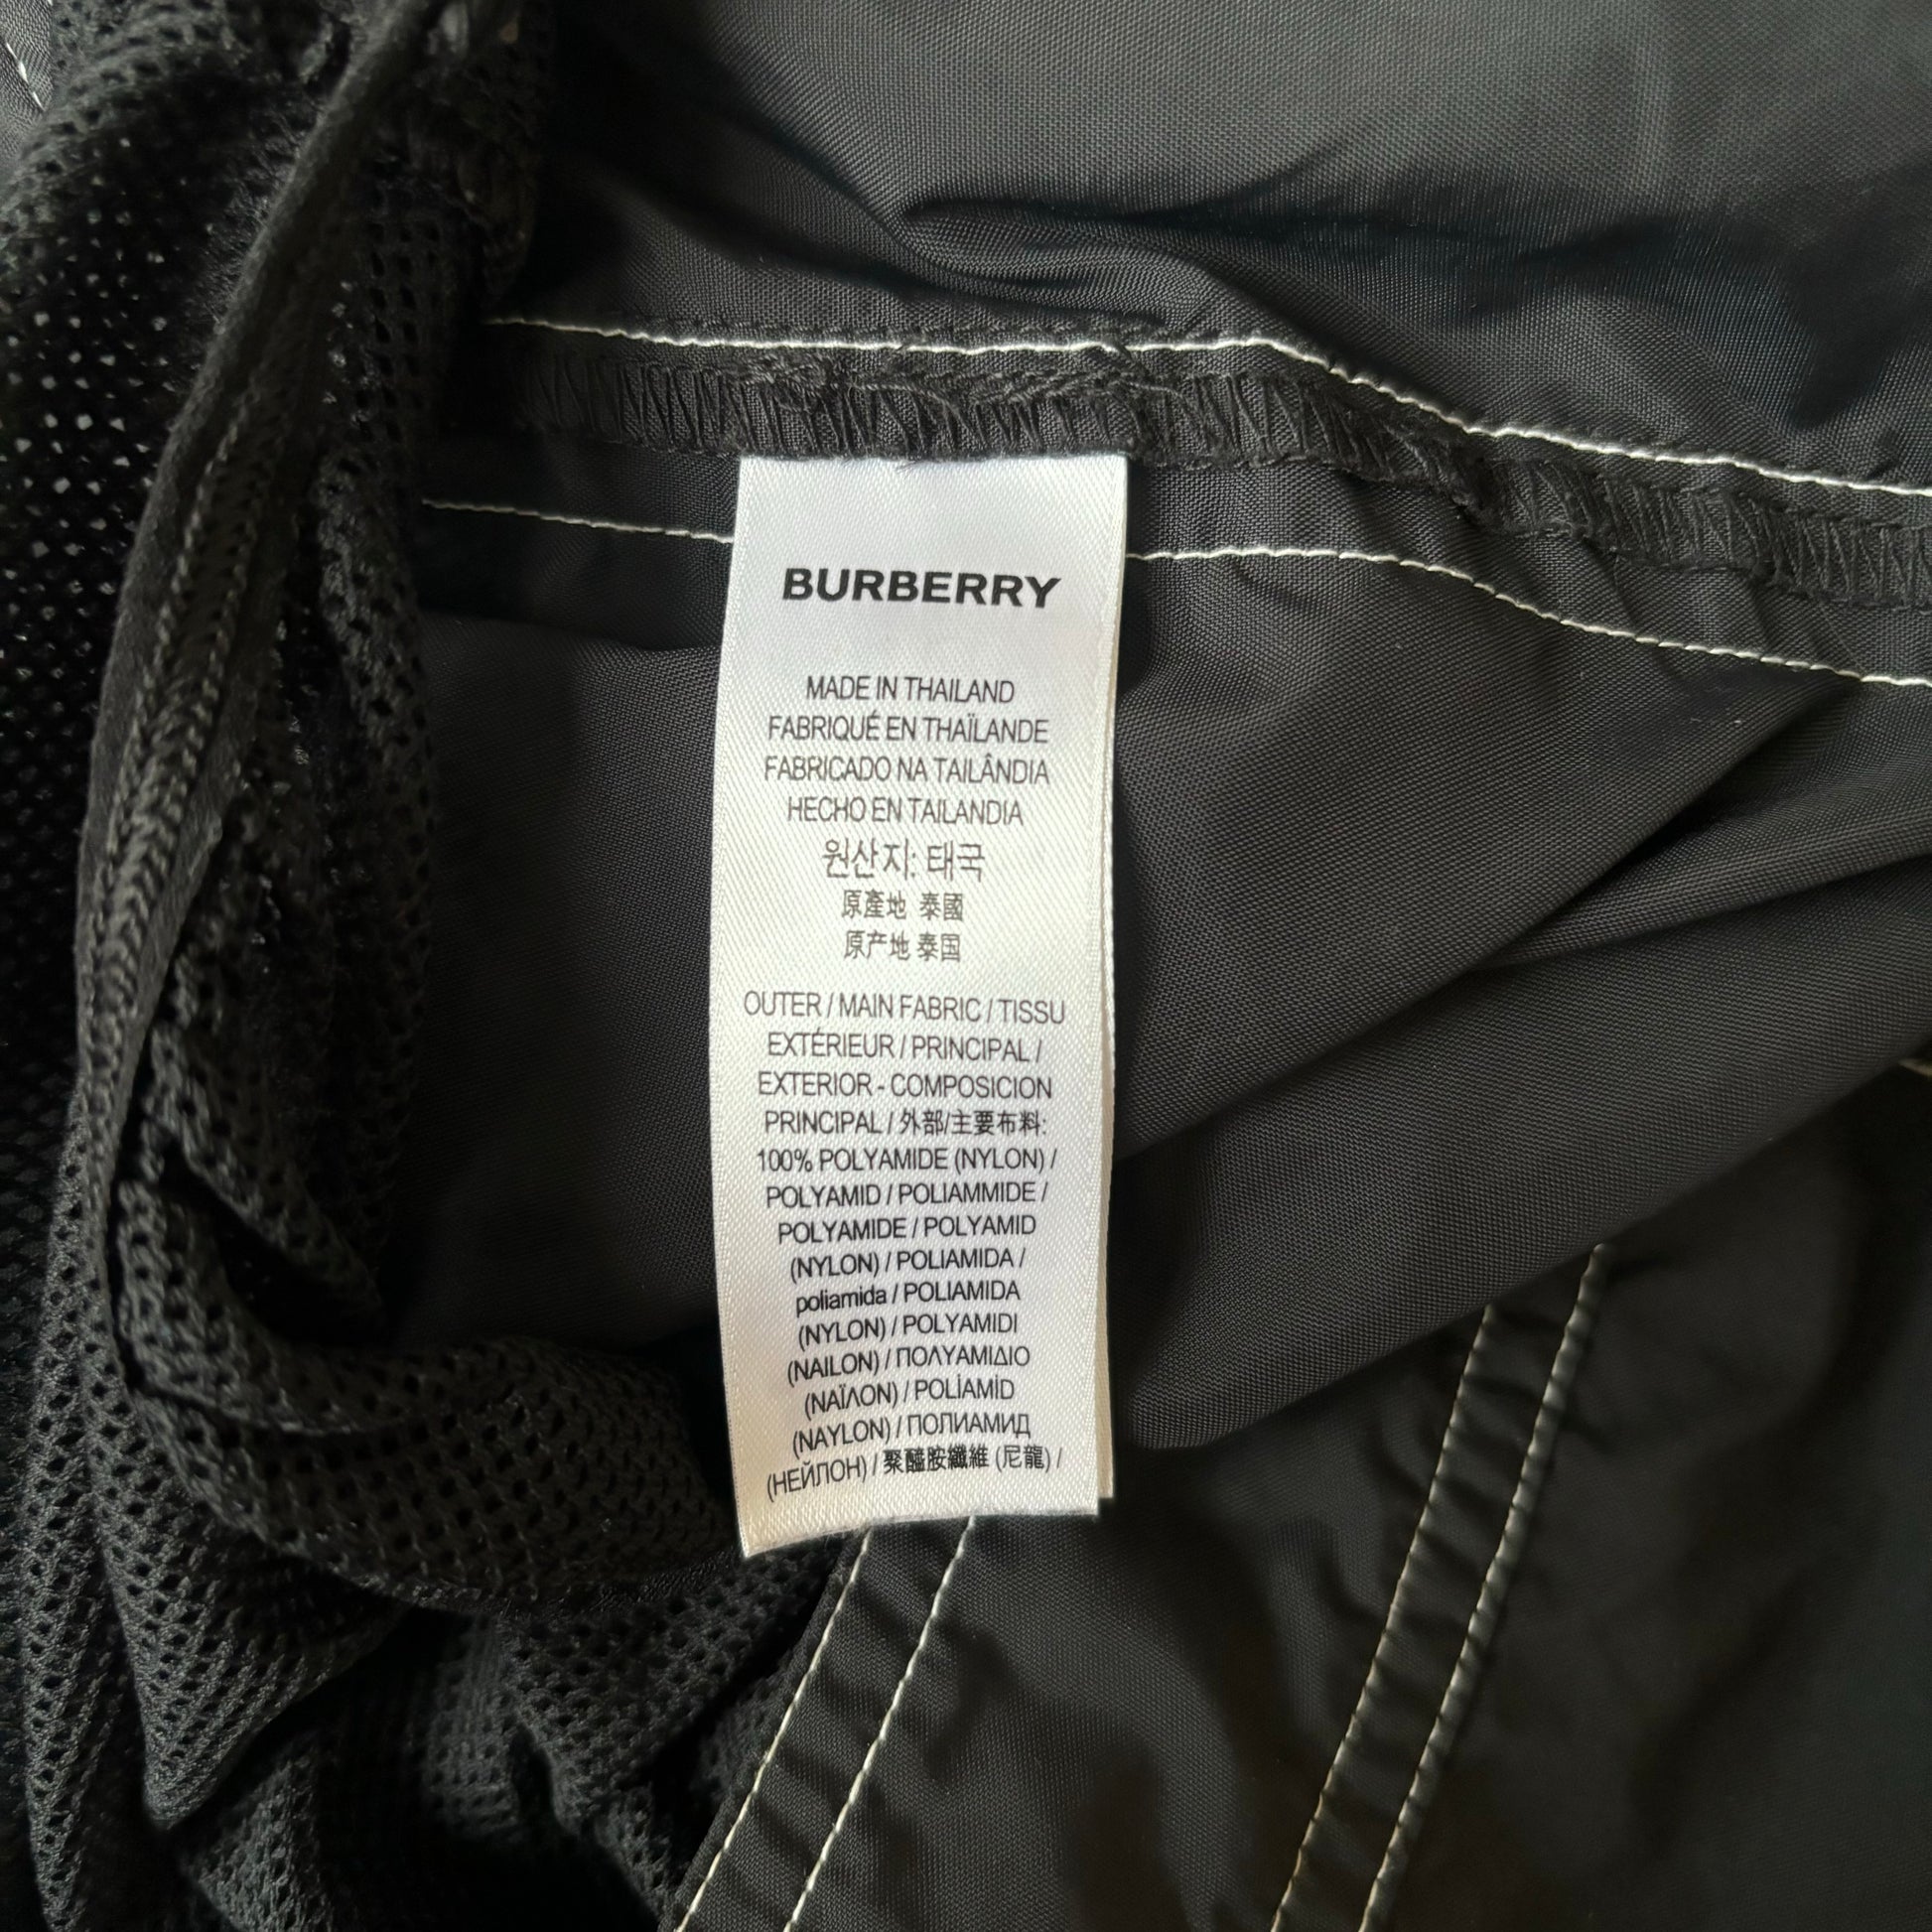 BURBERRY
MADE IN THAILAND
FABRIQUÉ EN THAÏLANDE
FABRICADO NA TAILÂNDIA
HECHO EN TAILANDIA
원산지: 태국
原產地 泰國
原产地 泰国
OUTER / MAIN FABRIC / TISSU
EXTÉRIEUR / PRINCIPAL /
EXTERIOR - COMPOSICION
PRINCIPAL / 外部/主要布料:
100% POLYAMIDE (NYLON) /
POLYAMID / POLIAMMIDE /
POLYAMIDE / POLYAMID
(NYLON) / POLIAMIDA /
poliamida / POLIAMIDA
(NYLON) / POLYAMIDI
(NAILON) / ΠΟΛΥΑΜΙΔΙΟ
(ΝΑΪΛΟΝ) / POLİAMİD
(NAYLON) / ПОЛИАМИД
(НЕЙЛОН) / 聚醯胺纖維 (尼龍) /